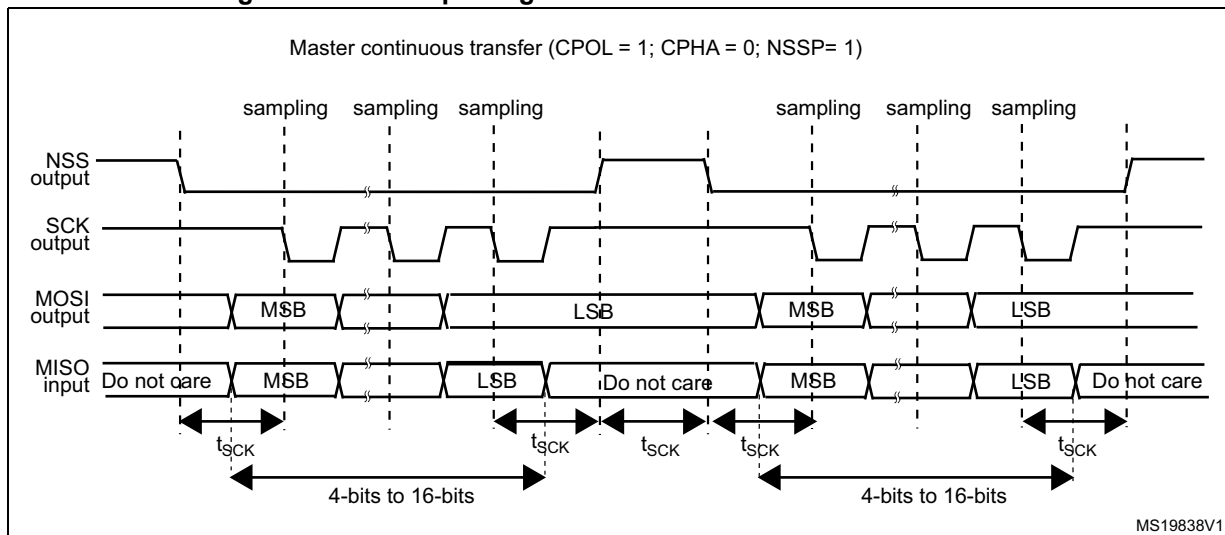 Master continuous transfer (CPOL = 1; CPHA = 0; NSSP= 1)
sampling sampling sampling sampling sampling sampling
NSS
output
SCK
output
MOSI
output
MSB LSB MSB LSB
MISO
input
Do not care MSB LSB Do not care MSB LSB Do not care
tSCK tSCK tSCK tSCK tSCK
4-bits to 16-bits 4-bits to 16-bits
MS19838V1